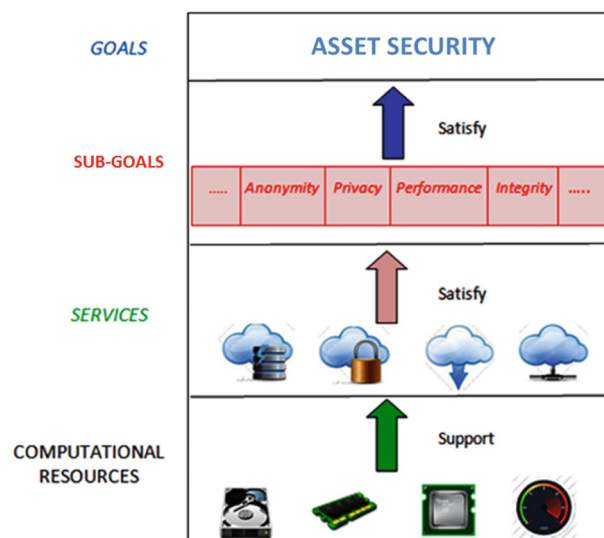 GOALS
ASSET SECURITY
Satisfy
SUB-GOALS
..... Anonymity Privacy Performance Integrity .....
SERVICES
Satisfy
COMPUTATIONAL
RESOURCES
Support